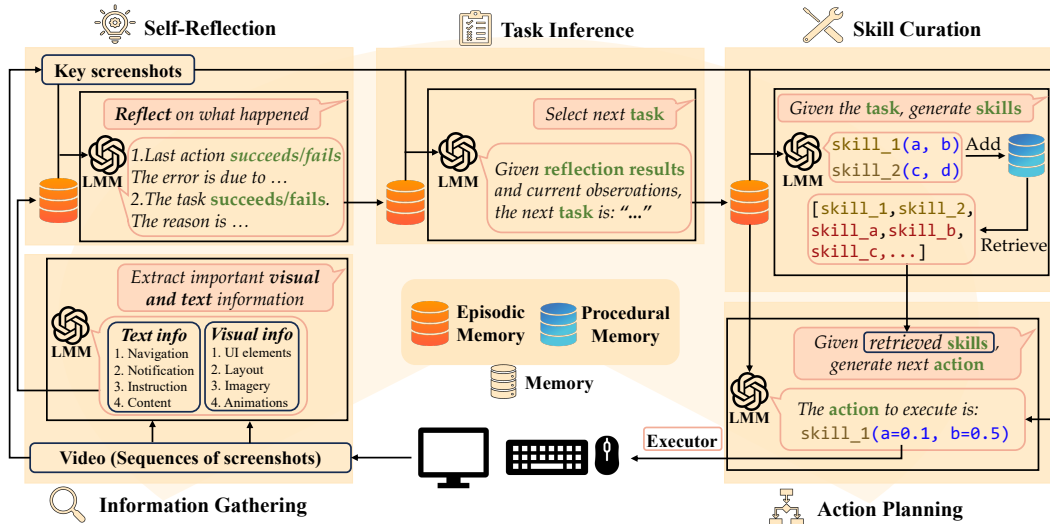 Self-Reflection
Task Inference
Skill Curation
Key screenshots
Reflect on what happened
LMM
1.Last action succeeds/fails
The error is due to …
2.The task succeeds/fails.
The reason is …
Select next task
LMM
Given reflection results
and current observations,
the next task is: “…”
Given the task, generate skills
LMM
skill_1(a, b)
skill_2(c, d)
Add
[skill_1,skill_2,
skill_a,skill_b,
skill_c,...]
Retrieve
Extract important visual
and text information
LMM
Text info
1. Navigation
2. Notification
3. Instruction
4. Content
Visual info
1. UI elements
2. Layout
3. Imagery
4. Animations
Episodic
Memory
Procedural
Memory
Memory
Given retrieved skills,
generate next action
LMM
The action to execute is:
skill_1(a=0.1, b=0.5)
Executor
Video (Sequences of screenshots)
Information Gathering
Action Planning